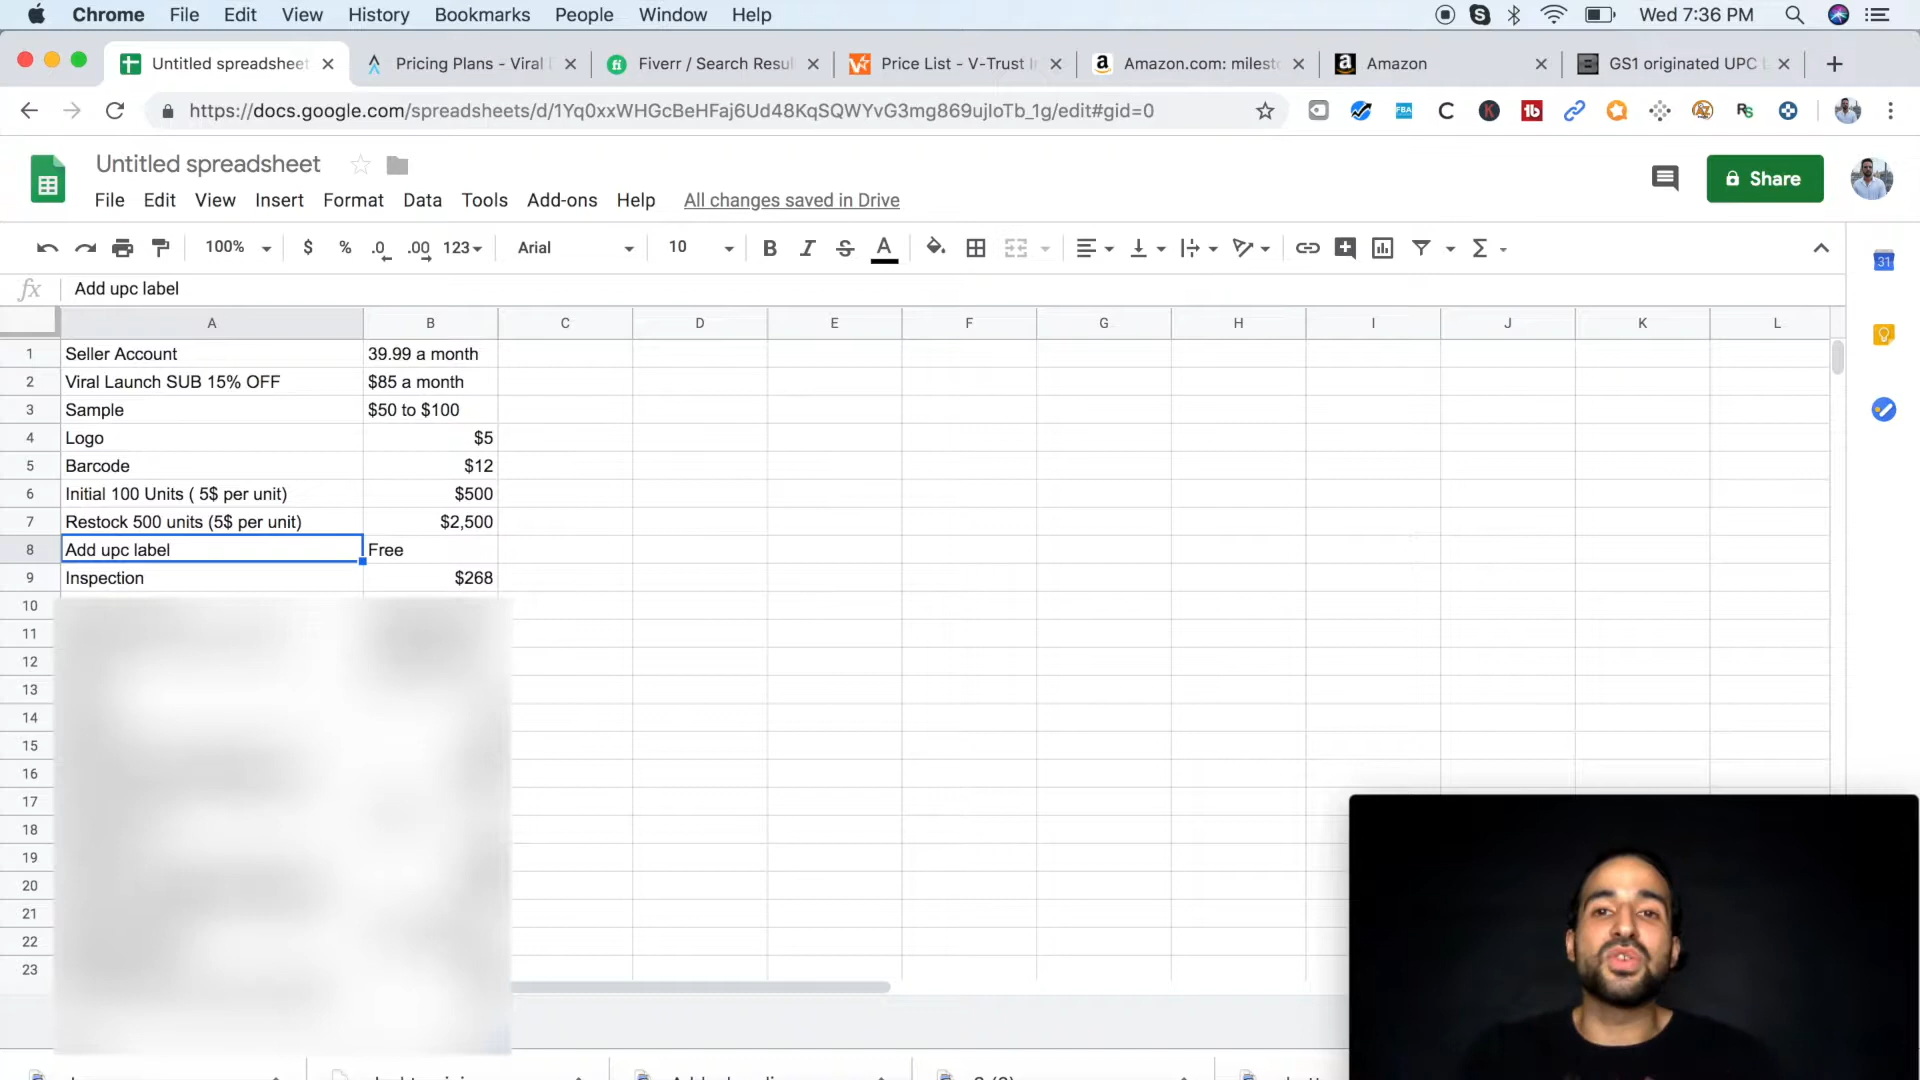 Chrome File Edit View History Bookmarks People Window Help Wed 7:36 PM
Untitled spreadsheet Pricing Plans - Viral Fiverr / Search Resul Price List - V-Trust I Amazon.com: milest Amazon GS1 originated UPC
https://docs.google.com/spreadsheets/d/1Yq0xxWHGcBeHFaj6Ud48KqSQWYvG3mg869ujIoTb_1g/edit#gid=0
Untitled spreadsheet
Share
File Edit View Insert Format Data Tools Add-ons Help All changes saved in Drive
100% $ % .0 .00 123 Arial 10 B I S A Σ
31
fx Add upc label
A B C D E F G H I J K L
1 Seller Account 39.99 a month
2 Viral Launch SUB 15% OFF $85 a month
3 Sample $50 to $100
4 Logo $5
5 Barcode $12
6 Initial 100 Units ( 5$ per unit) $500
7 Restock 500 units (5$ per unit) $2,500
8 Add upc label Free
9 Inspection $268
10
11
12
13
14
15
16
17
18
19
20
21
22
23